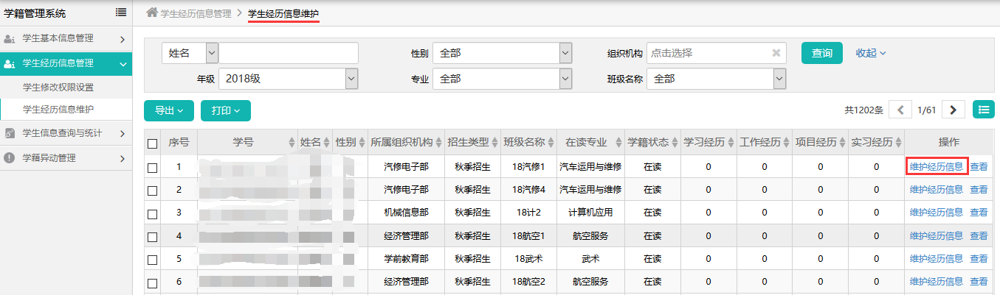 学籍管理系统
学生经历信息管理 > 学生经历信息维护
学生基本信息管理
学生经历信息管理
学生修改权限设置
学生经历信息维护
学生信息查询与统计
学籍异动管理
姓名 性别 全部 组织机构 点击选择 查询 收起
年级 2018级 专业 全部 班级名称 全部
导出 打印 共1202条 1/61
序号 学号 姓名 性别 所属组织机构 招生类型 班级名称 在读专业 学籍状态 学习经历 工作经历 项目经历 实习经历 操作
1 汽修电子部 秋季招生 18汽修1 汽车运用与维修 在读 0 0 0 0 维护经历信息 查看
2 汽修电子部 秋季招生 18汽修4 汽车运用与维修 在读 0 0 0 0 维护经历信息 查看
3 机械信息部 秋季招生 18计2 计算机应用 在读 0 0 0 0 维护经历信息 查看
4 经济管理部 秋季招生 18航空1 航空服务 在读 0 0 0 0 维护经历信息 查看
5 学前教育部 秋季招生 18武术 武术 在读 0 0 0 0 维护经历信息 查看
6 经济管理部 秋季招生 18航空2 航空服务 在读 0 0 0 0 维护经历信息 查看